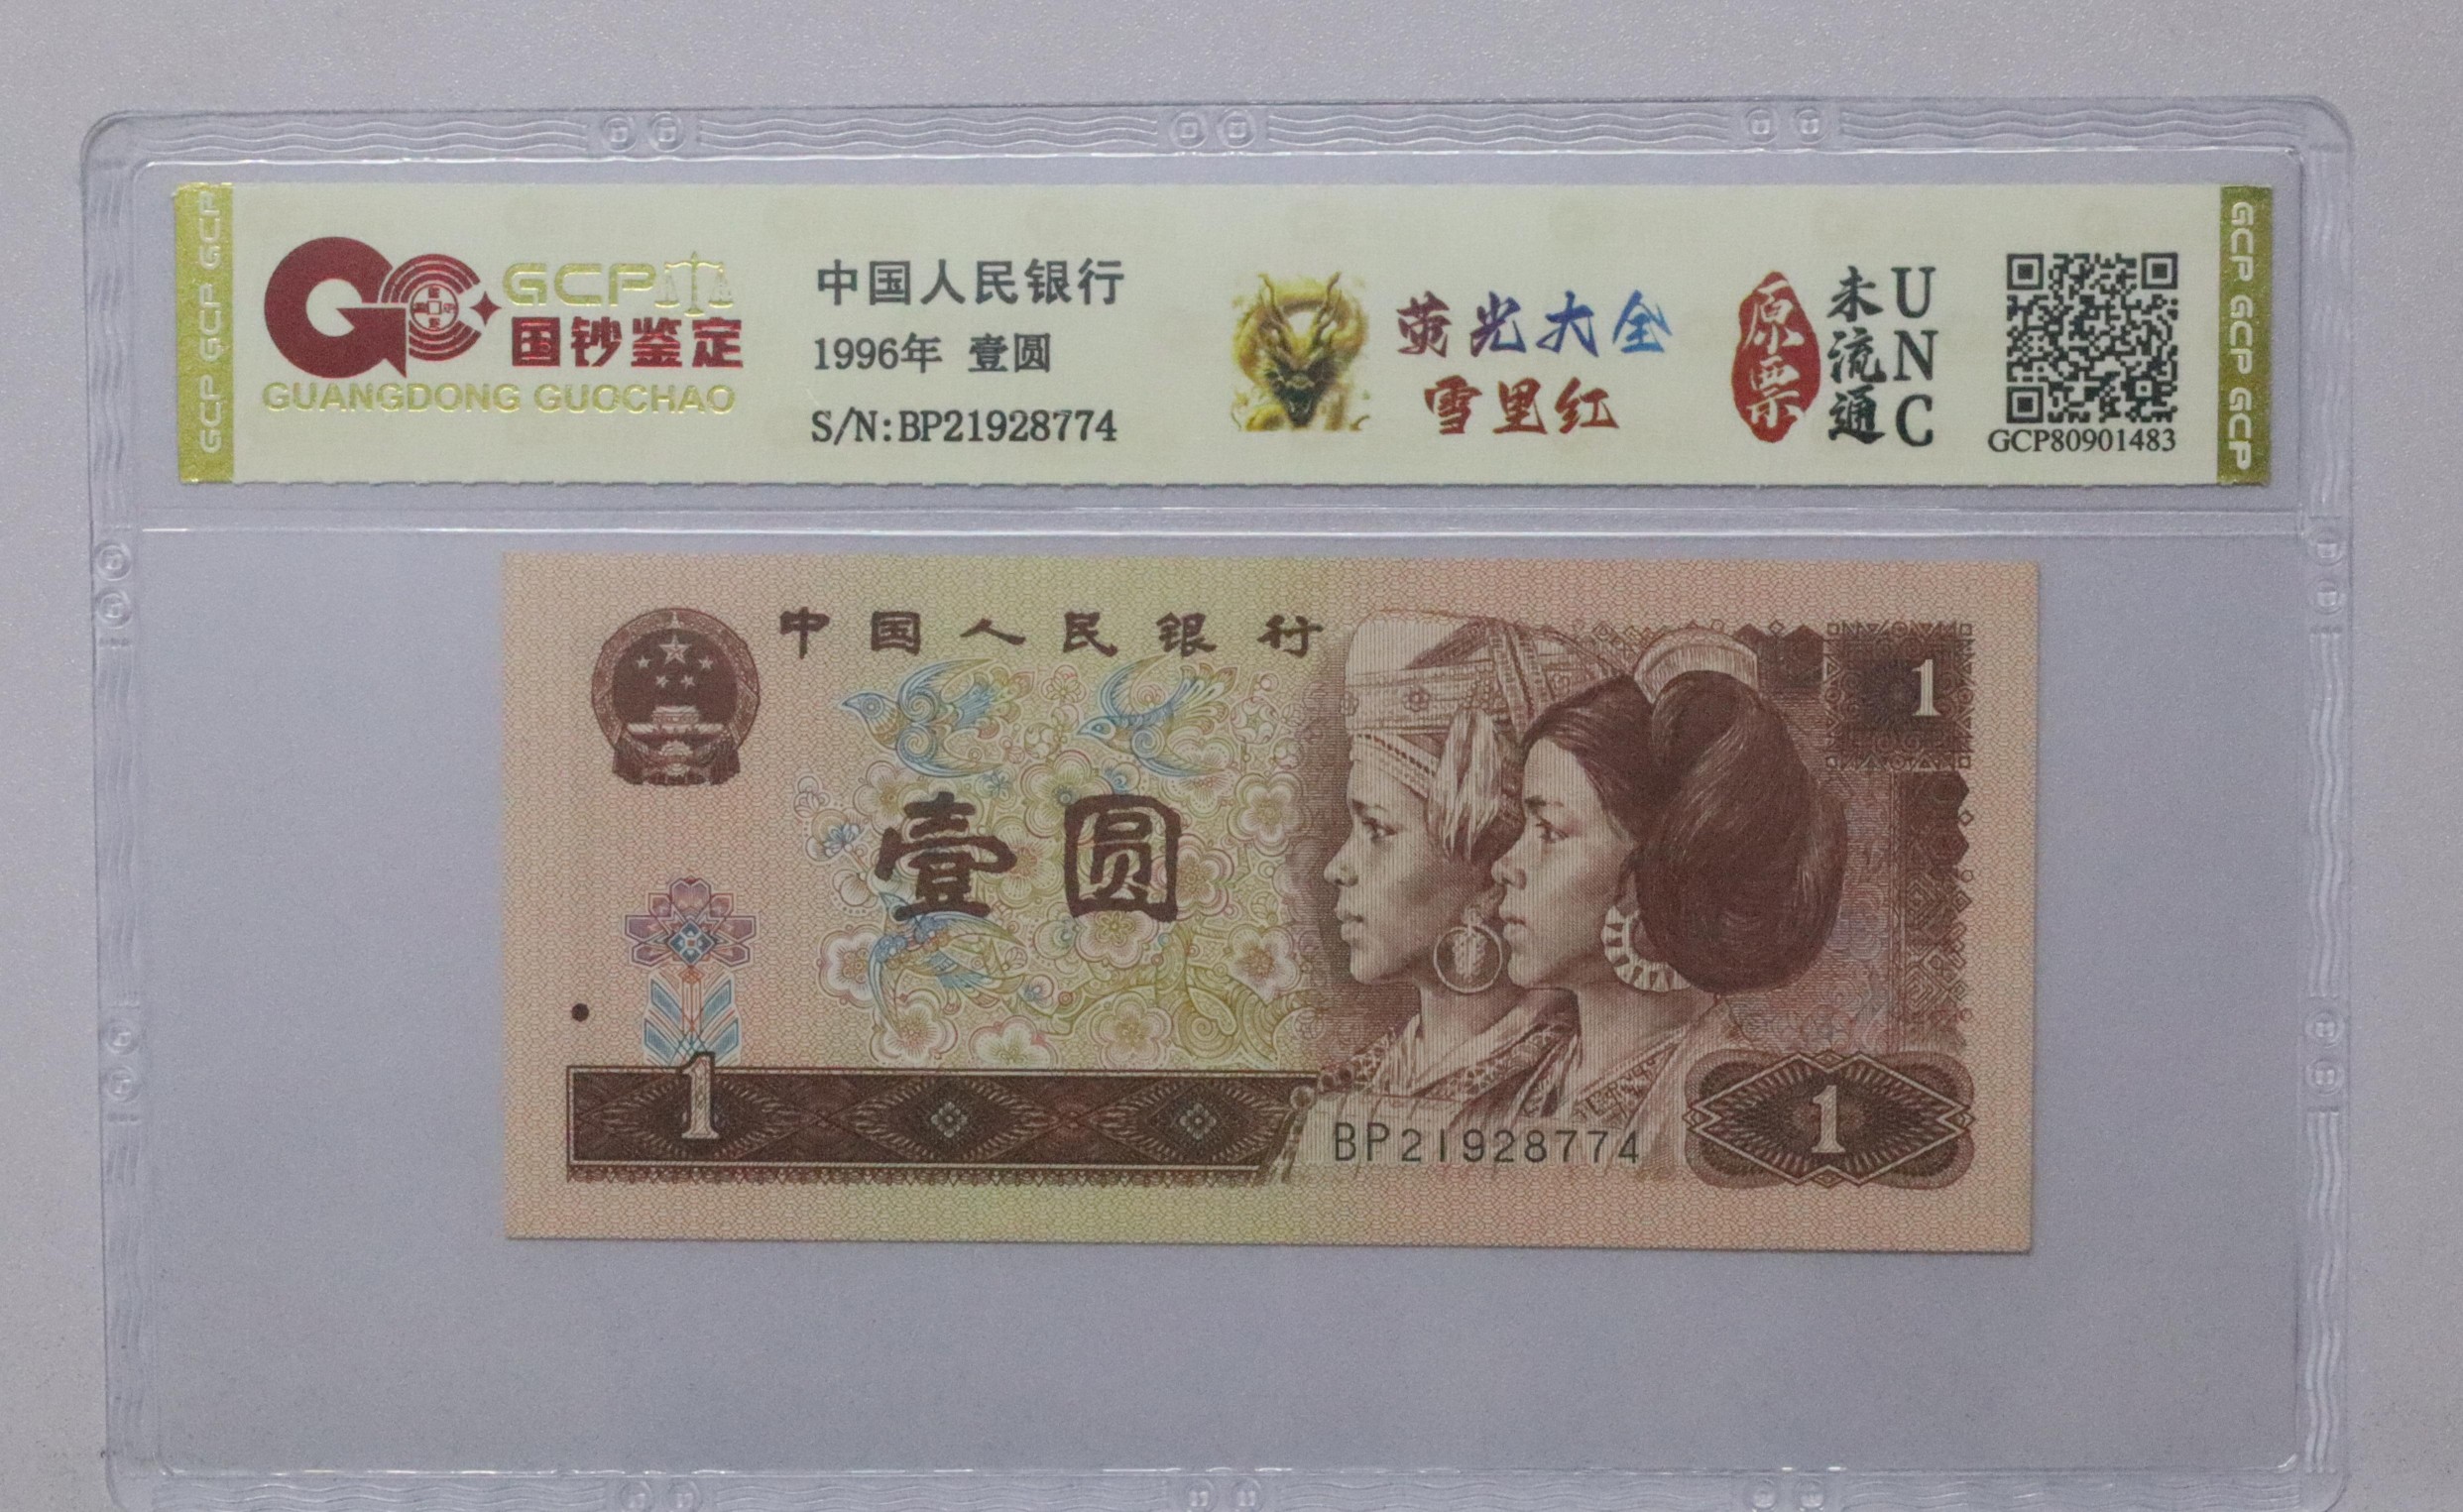 GCP GCP GCP
GCP
国钞鉴定
GUANGDONG GUOCHAO
中国人民银行
1996年 壹圆
S/N:BP21928774
荧光大全
雪里红
原票
未流通
UNC
GCP80901483
GCP GCP GCP
中国人民银行
1
壹圆
1
BP21928774
1